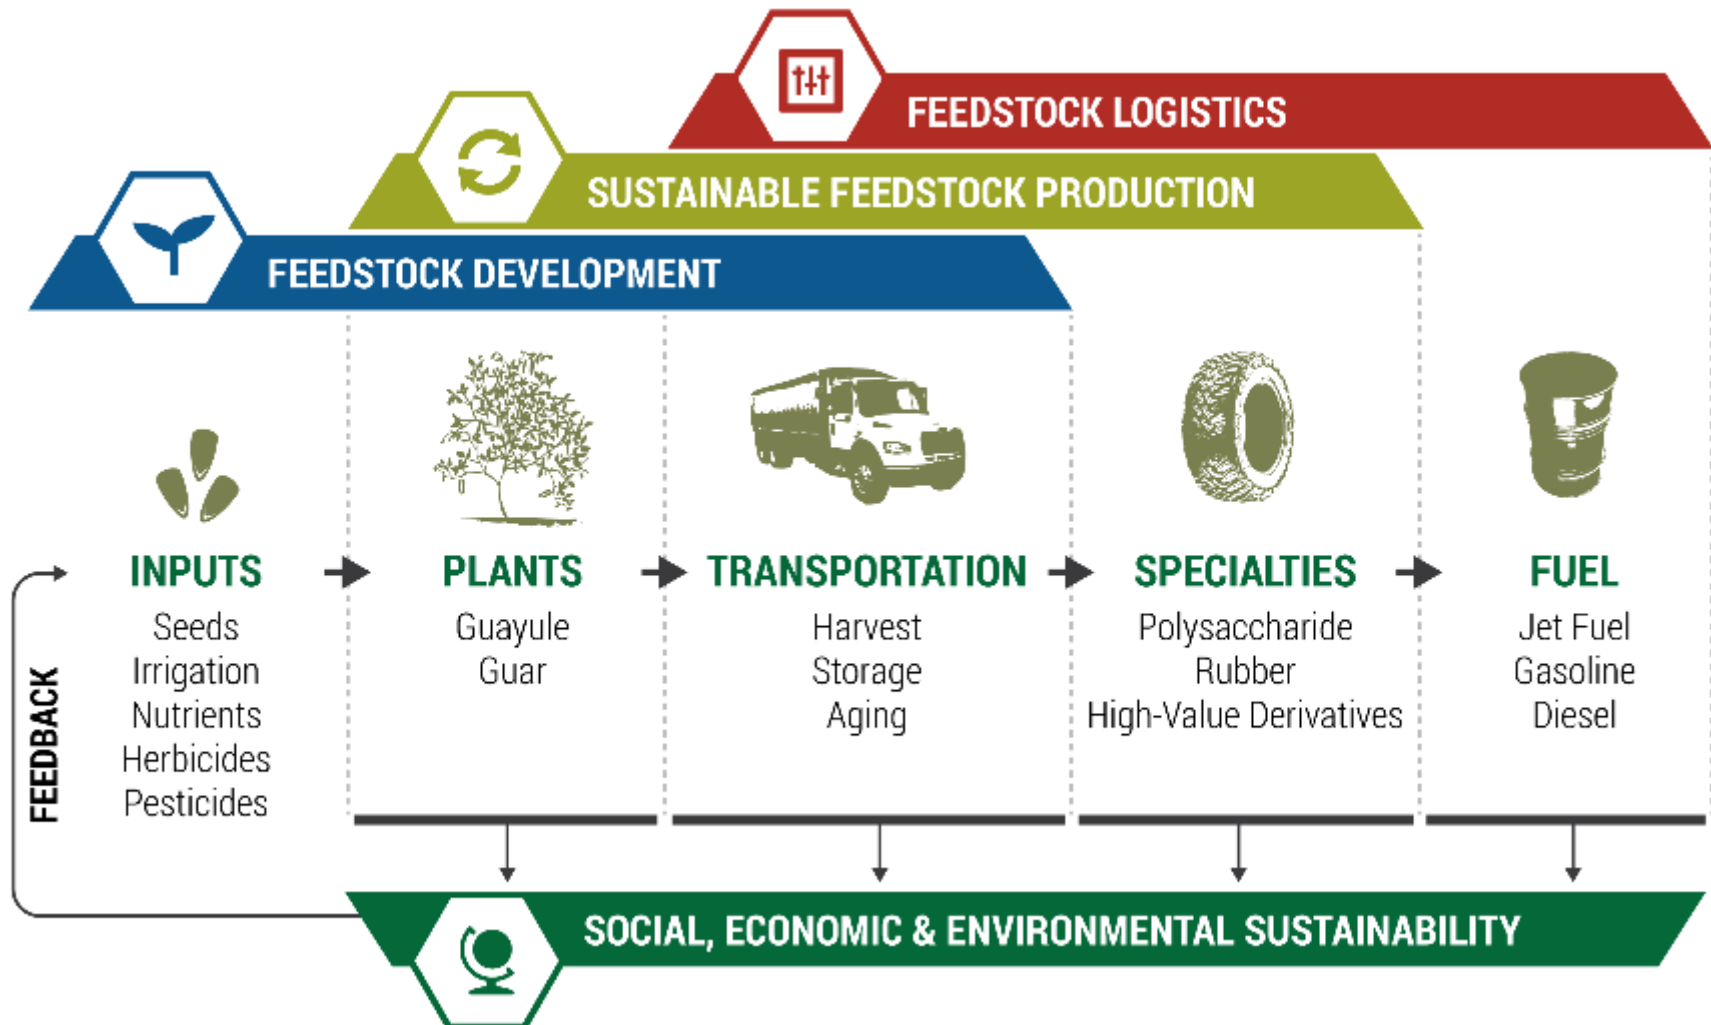 FEEDSTOCK LOGISTICS
SUSTAINABLE FEEDSTOCK PRODUCTION
FEEDSTOCK DEVELOPMENT
INPUTS
Seeds
Irrigation
Nutrients
Herbicides
Pesticides
PLANTS
Guayule
Guar
TRANSPORTATION
Harvest
Storage
Aging
SPECIALTIES
Polysaccharide
Rubber
High-Value Derivatives
FUEL
Jet Fuel
Gasoline
Diesel
FEEDBACK
SOCIAL, ECONOMIC & ENVIRONMENTAL SUSTAINABILITY